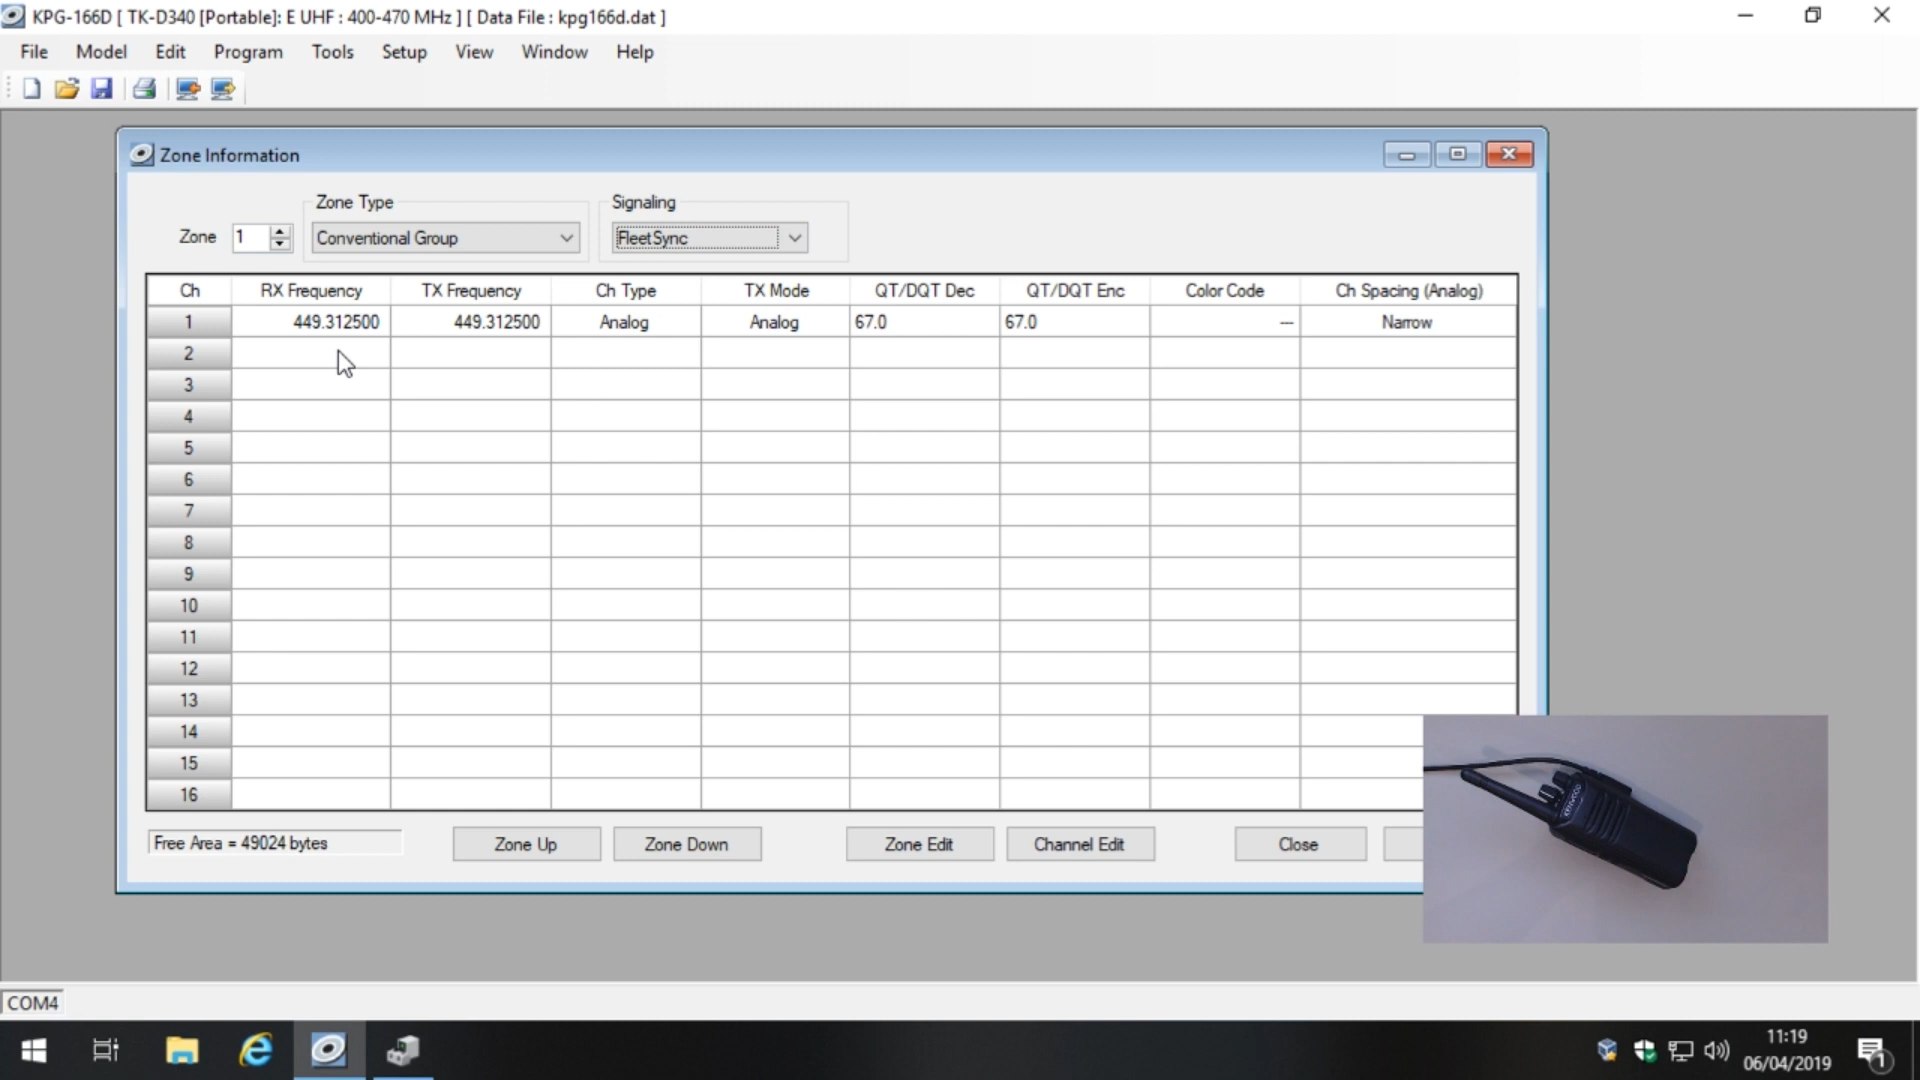 KPG-166D [ TK-D340 [Portable]: E UHF : 400-470 MHz ] [ Data File : kpg166d.dat ]
File Model Edit Program Tools Setup View Window Help
Zone Information
Zone Type Signaling
Zone 1 Conventional Group FleetSync
Ch RX Frequency TX Frequency Ch Type TX Mode QT/DQT Dec QT/DQT Enc Color Code Ch Spacing (Analog)
1 449.312500 449.312500 Analog Analog 67.0 67.0 --- Narrow
2
3
4
5
6
7
8
9
10
11
12
13
14
15
16
Free Area = 49024 bytes Zone Up Zone Down Zone Edit Channel Edit Close
KENWOOD
COM4
11:19
06/04/2019
1